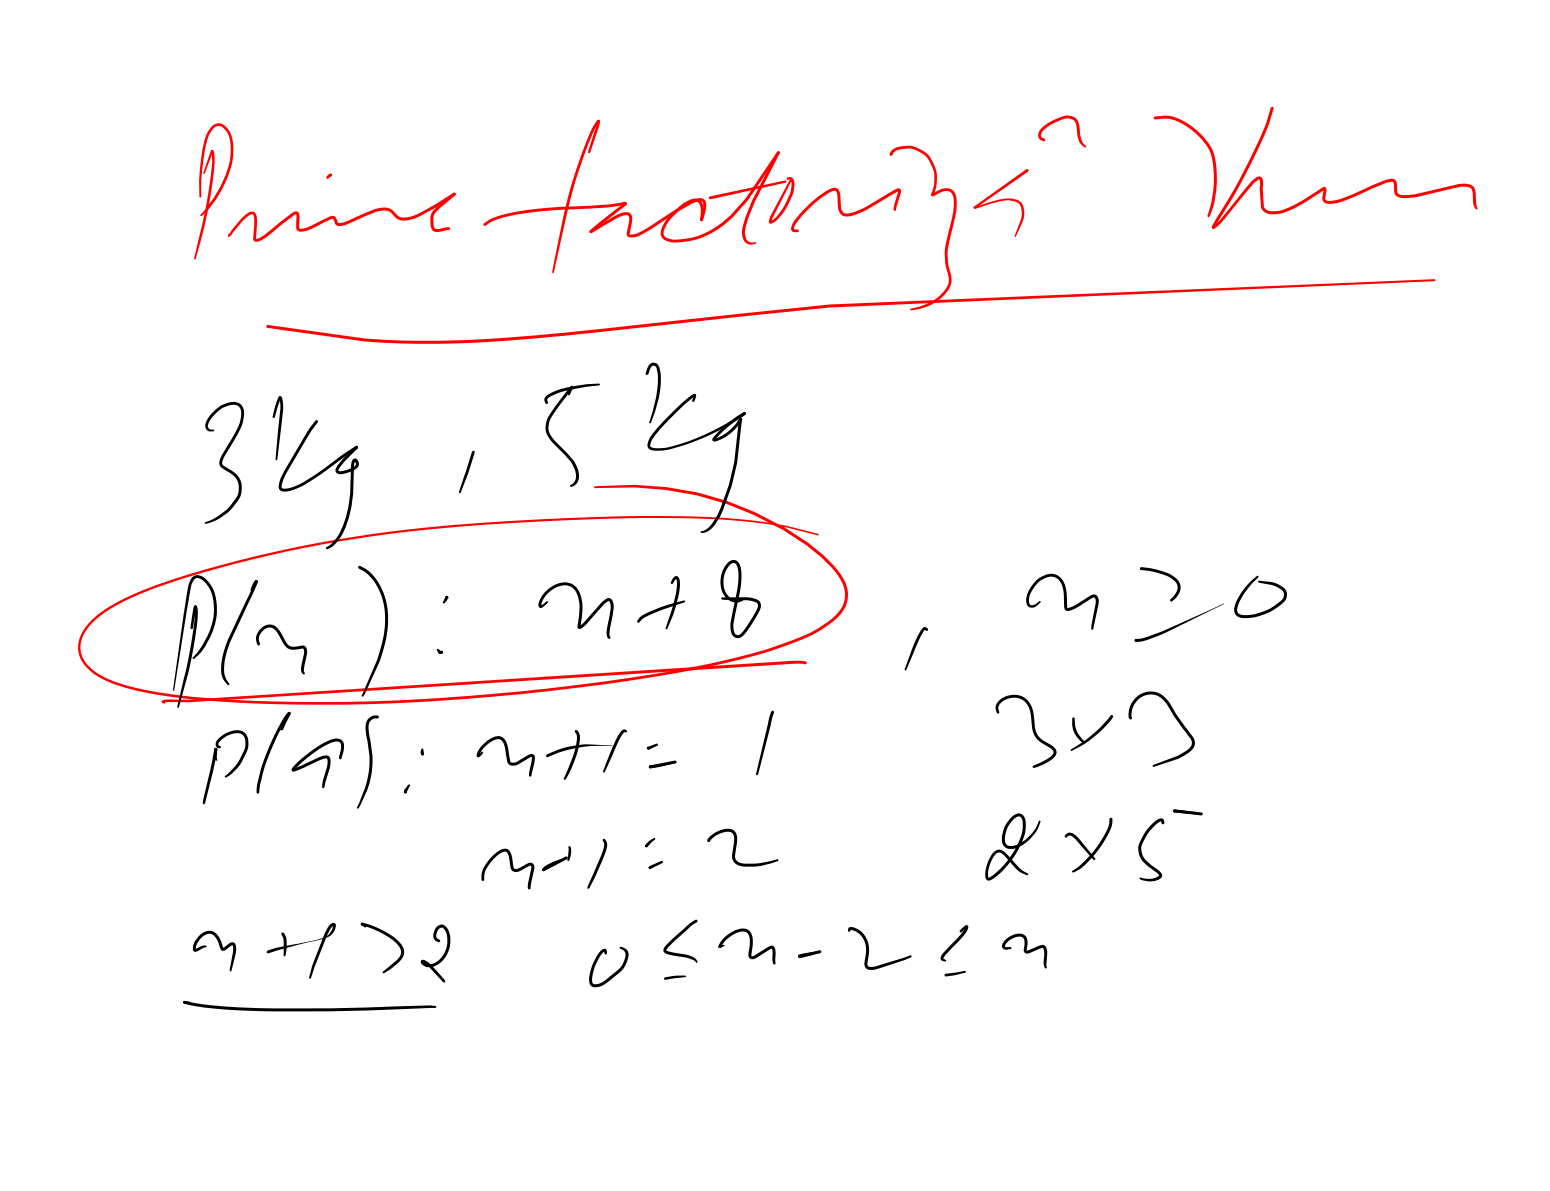 Prime factorizn Thm
3 kg , 5 kg
P(n) : n + 8 , n ≥ 0
P(n) : n+1 = 1 3 × 3
n+1 = 2 2 × 5
n+1 > 2 0 ≤ n-2 ≤ n